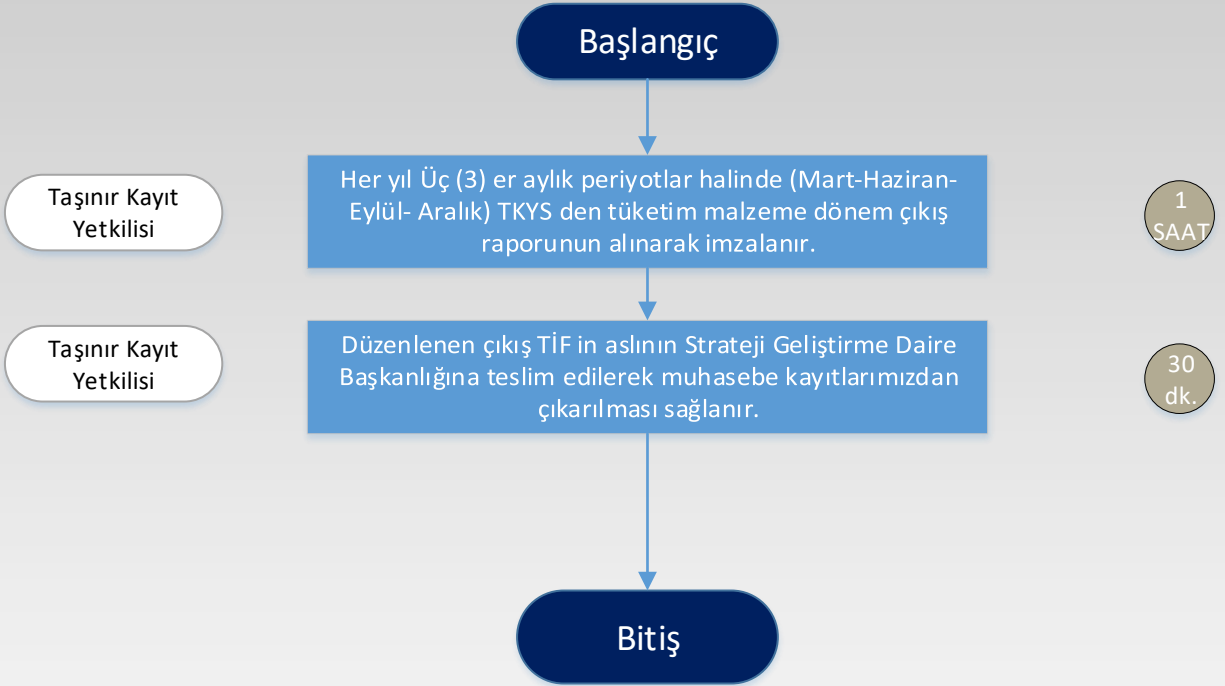 Başlangıç
Taşınır Kayıt
Yetkilisi
Her yıl Üç (3) er aylık periyotlar halinde (Mart-Haziran-
Eylül- Aralık) TKYS den tüketim malzeme dönem çıkış
raporunun alınarak imzalanır.
1
SAAT
Taşınır Kayıt
Yetkilisi
Düzenlenen çıkış TİF in aslının Strateji Geliştirme Daire
Başkanlığına teslim edilerek muhasebe kayıtlarımızdan
çıkarılması sağlanır.
30
dk.
Bitiş